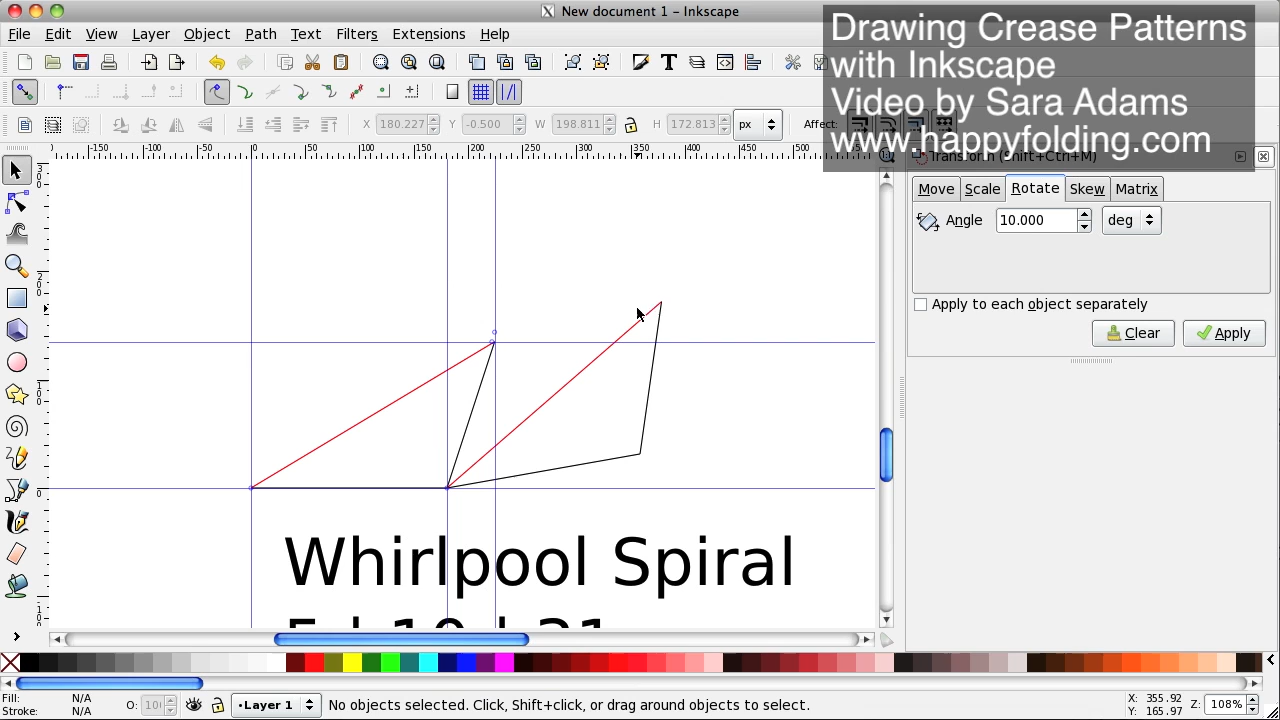 New document 1 - Inkscape
Drawing Crease Patterns
with Inkscape
Video by Sara Adams
www.happyfolding.com
File Edit View Layer Object Path Text Filters Extensions Help
X 180.227 Y -0.500 W 198.811 H 172.813 px Affect:
Transform (Shift+Ctrl+M)
Move Scale Rotate Skew Matrix
Angle 10.000 deg
Apply to each object separately
Clear Apply
Whirlpool Spiral
Fill: N/A
Stroke: N/A
O:
•Layer 1
No objects selected. Click, Shift+click, or drag around objects to select.
X: 355.92
Y: 165.97
Z: 108%